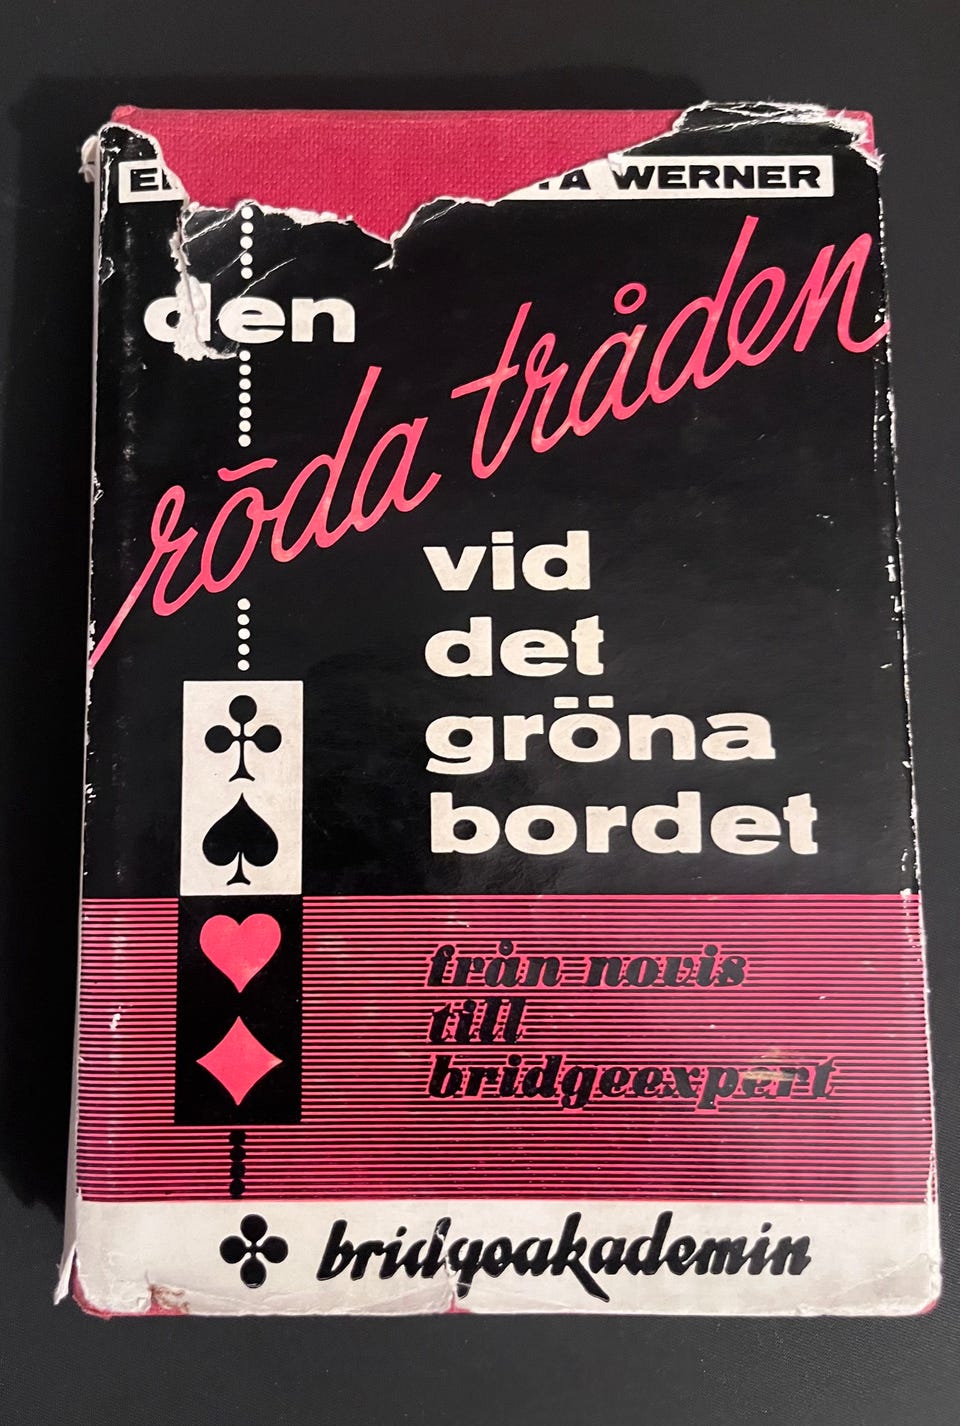 WERNER
den
röda tråden
vid
det
gröna
bordet
från novis
till
bridgeexpert
bridgeakademin